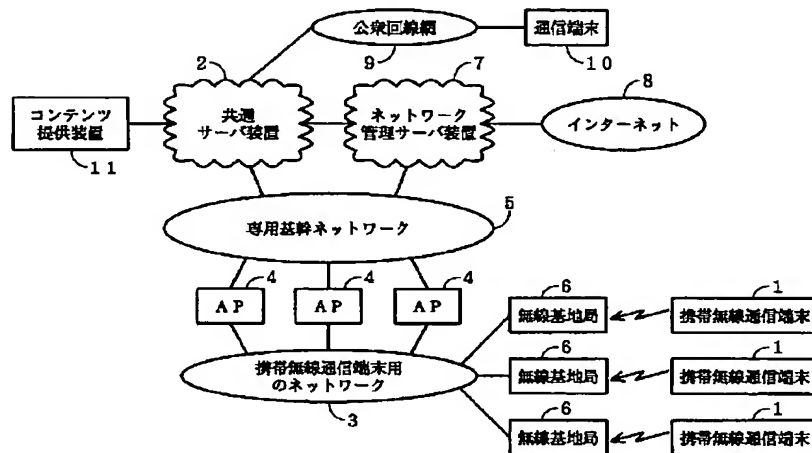 公衆回線網
9
通信端末
10
2
7
8
コンテンツ
提供装置
11
共通
サーバ装置
ネットワーク
管理サーバ装置
インターネット
5
専用基幹ネットワーク
4
4
4
AP
AP
AP
6
1
無線基地局
携帯無線通信端末
6
1
無線基地局
携帯無線通信端末
6
1
無線基地局
携帯無線通信端末
携帯無線通信端末用
のネットワーク
3